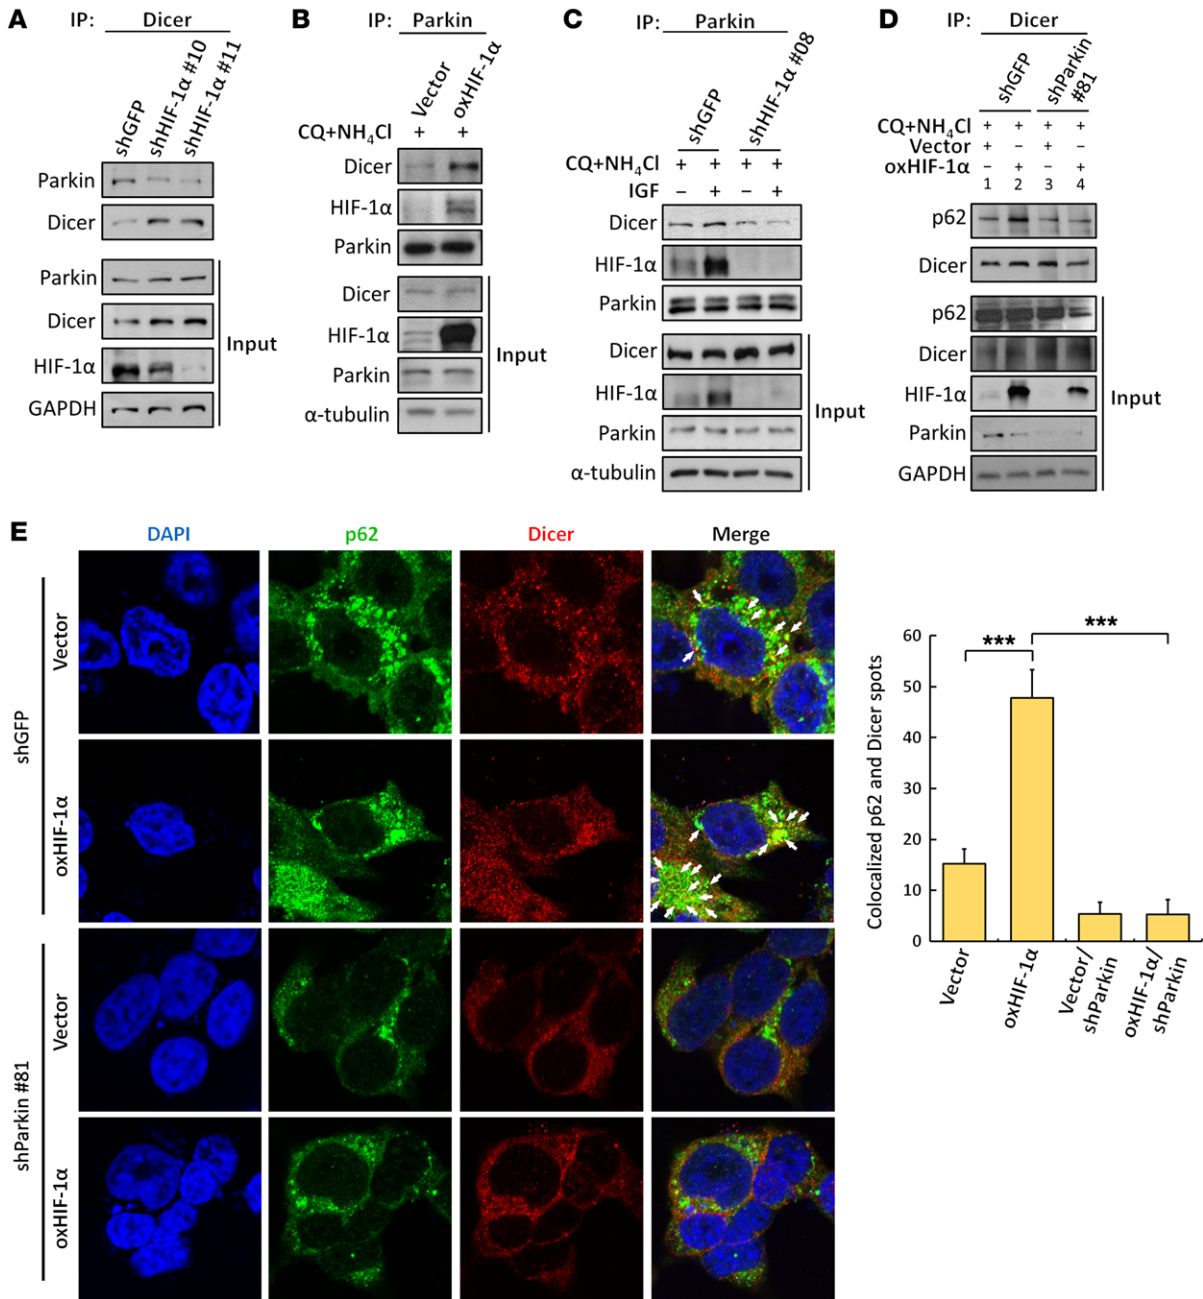 A
IP: Dicer
shGFP
shHIF-1α #10
shHIF-1α #11
Parkin
Dicer
Parkin
Dicer
HIF-1α
GAPDH
Input
B
IP: Parkin
Vector
oxHIF-1α
CQ+NH₄Cl + +
Dicer
HIF-1α
Parkin
Dicer
HIF-1α
Parkin
α-tubulin
Input
C
IP: Parkin
shGFP
shHIF-1α #08
CQ+NH₄Cl + + + +
IGF − + − +
Dicer
HIF-1α
Parkin
Dicer
HIF-1α
Parkin
α-tubulin
Input
D
IP: Dicer
shGFP
shParkin
#81
CQ+NH₄Cl + + + +
Vector + − + −
oxHIF-1α − + − +
1 2 3 4
p62
Dicer
p62
Dicer
HIF-1α
Parkin
GAPDH
Input
E
DAPI p62 Dicer Merge
shGFP
Vector
oxHIF-1α
shParkin #81
Vector
oxHIF-1α
Colocalized p62 and Dicer spots
60
50
40
30
20
10
0
*** ***
Vector
oxHIF-1α
Vector/
shParkin
oxHIF-1α/
shParkin